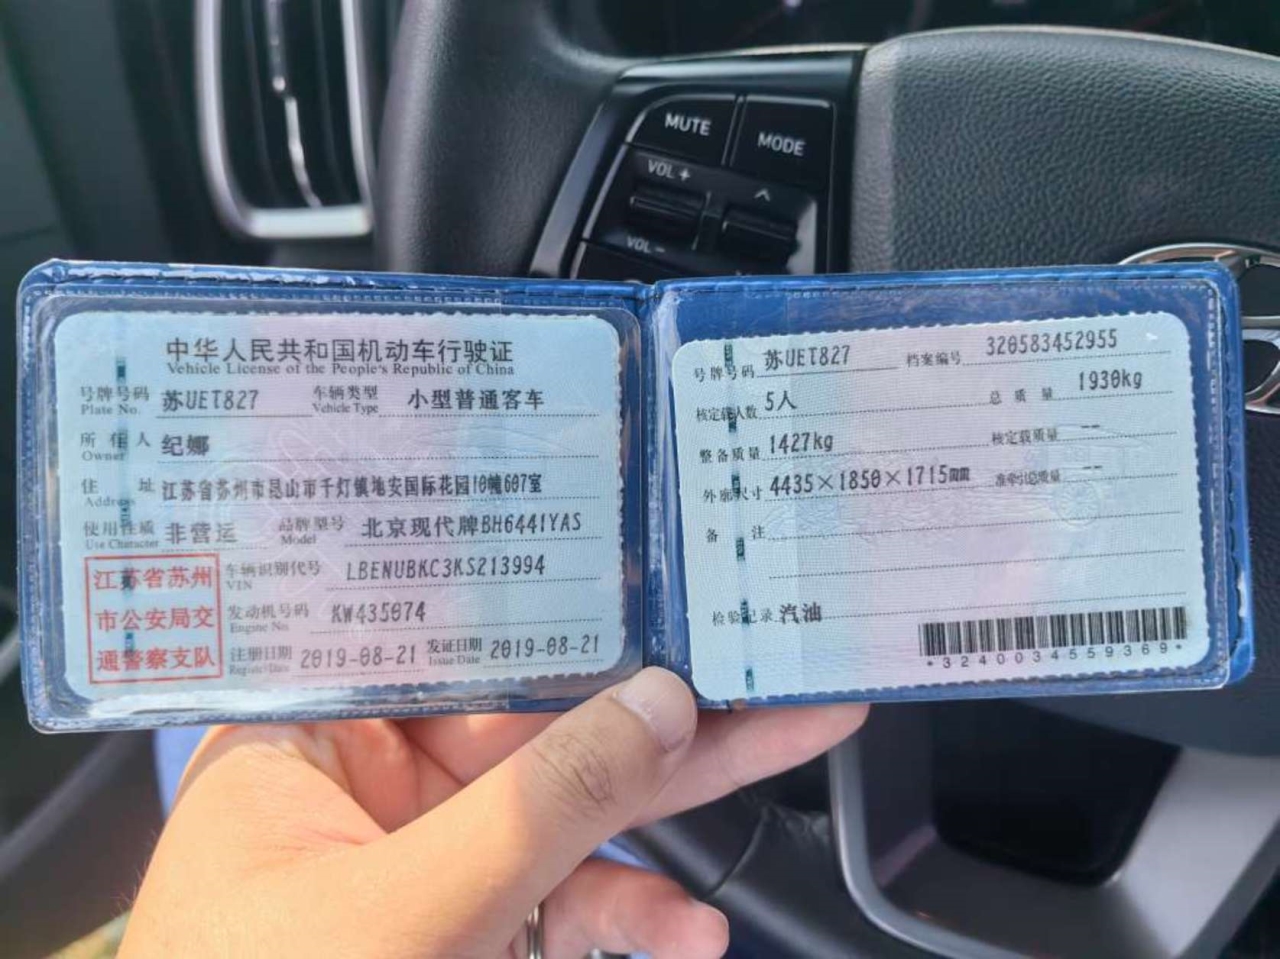 MUTE
MODE
VOL +
VOL -
中华人民共和国机动车行驶证
Vehicle License of the People's Republic of China
号牌号码 苏UET827 车辆类型 小型普通客车
Plate No. Vehicle Type
所有人 纪娜
Owner
住址 江苏省苏州市昆山市千灯镇地安国际花园10幢607室
Address
使用性质 非营运 品牌型号 北京现代牌BH6441YAS
Use Character Model
江苏省苏州
市公安局交
通警察支队
车辆识别代号 LBENUBKC3KS213994
VIN
发动机号码 KW435074
Engine No.
注册日期 2019-08-21 发证日期 2019-08-21
Register Date Issue Date
号牌号码 苏UET827 档案编号 320583452955
核定载人数 5人 总质量 1930kg
整备质量 1427kg 核定载质量 --
外廓尺寸 4435×1850×1715mm 准牵引总质量 --
备注
检验记录 汽油
*3240034559369*